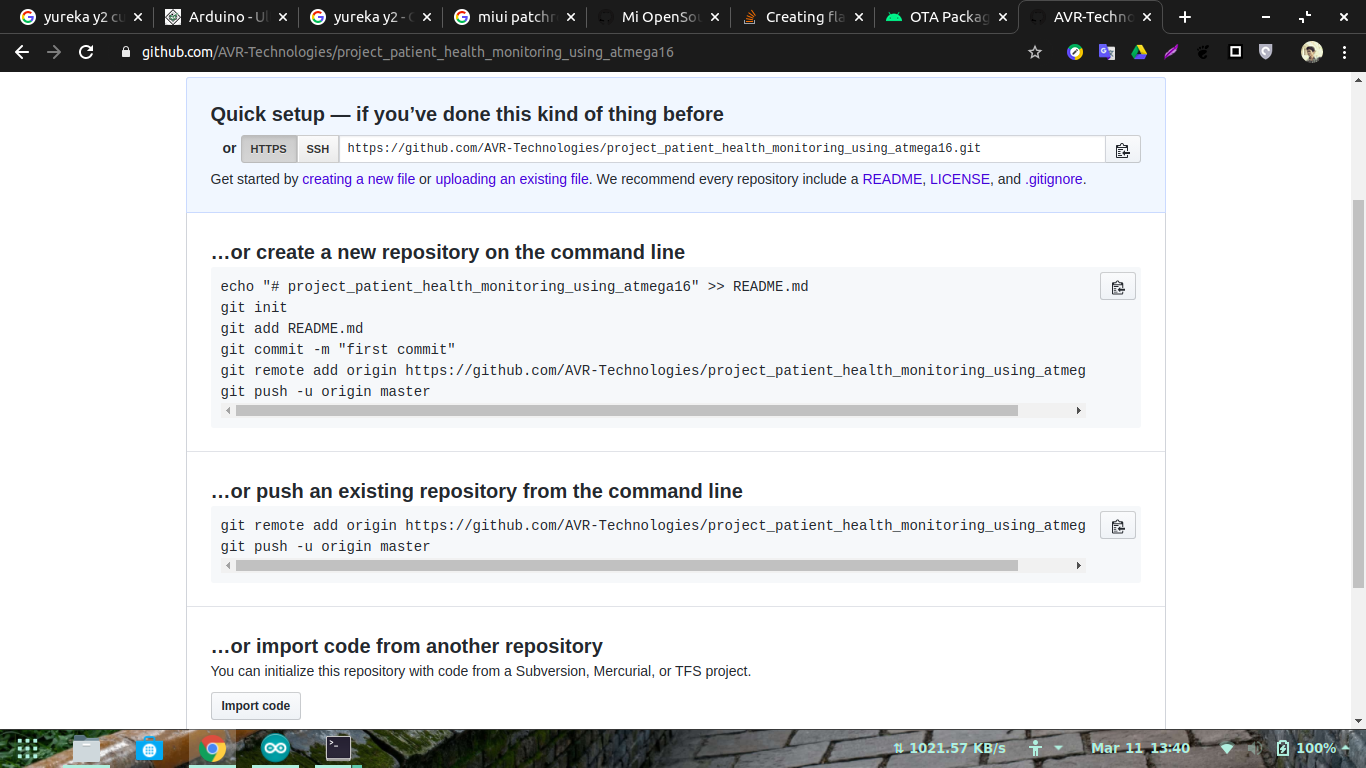 yureka y2 cu
Arduino - Ul
yureka y2 - G
miui patchr
Mi OpenSou
Creating fla
OTA Packag
AVR-Techno
github.com/AVR-Technologies/project_patient_health_monitoring_using_atmega16
Quick setup — if you’ve done this kind of thing before
or HTTPS SSH https://github.com/AVR-Technologies/project_patient_health_monitoring_using_atmega16.git
Get started by creating a new file or uploading an existing file. We recommend every repository include a README, LICENSE, and .gitignore.
…or create a new repository on the command line
echo "# project_patient_health_monitoring_using_atmega16" >> README.md
git init
git add README.md
git commit -m "first commit"
git remote add origin https://github.com/AVR-Technologies/project_patient_health_monitoring_using_atmeg
git push -u origin master
…or push an existing repository from the command line
git remote add origin https://github.com/AVR-Technologies/project_patient_health_monitoring_using_atmeg
git push -u origin master
…or import code from another repository
You can initialize this repository with code from a Subversion, Mercurial, or TFS project.
Import code
1021.57 KB/s Mar 11 13:40 100%